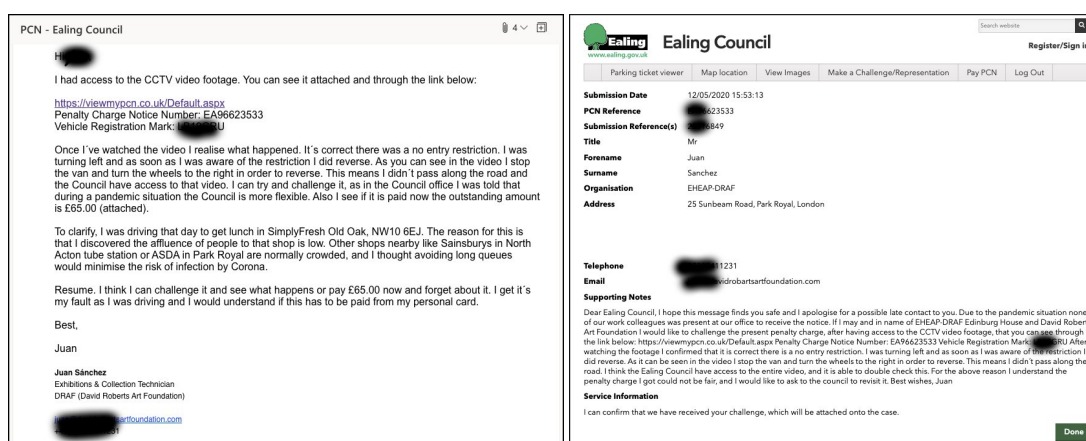 PCN - Ealing Council
4
H
I had access to the CCTV video footage. You can see it attached and through the link below:
https://viewmypcn.co.uk/Default.aspx
Penalty Charge Notice Number: EA96623533
Vehicle Registration Mark: U
Once I´ve watched the video I realise what happened. It´s correct there was a no entry restriction. I was
turning left and as soon as I was aware of the restriction I did reverse. As you can see in the video I stop
the van and turn the wheels to the right in order to reverse. This means I didn´t pass along the road and
the Council have access to that video. I can try and challenge it, as in the Council office I was told that
during a pandemic situation the Council is more flexible. Also I see if it is paid now the outstanding amount
is £65.00 (attached).
To clarify, I was driving that day to get lunch in SimplyFresh Old Oak, NW10 6EJ. The reason for this is
that I discovered the affluence of people to that shop is low. Other shops nearby like Sainsburys in North
Acton tube station or ASDA in Park Royal are normally crowded, and I thought avoiding long queues
would minimise the risk of infection by Corona.
Resume. I think I can challenge it and see what happens or pay £65.00 now and forget about it. I get it´s
my fault as I was driving and I would understand if this has to be paid from my personal card.
Best,
Juan
Juan Sánchez
Exhibitions & Collection Technician
DRAF (David Roberts Art Foundation)
artfoundation.com
31
Ealing
www.ealing.gov.uk
Ealing Council
Search website
Register/Sign in
Parking ticket viewer Map location View Images Make a Challenge/Representation Pay PCN Log Out
Submission Date 12/05/2020 15:53:13
PCN Reference 6623533
Submission Reference(s) 6849
Title Mr
Forename Juan
Surname Sanchez
Organisation EHEAP-DRAF
Address 25 Sunbeam Road, Park Royal, London
Telephone 11231
Email vidrobartsartfoundation.com
Supporting Notes
Dear Ealing Council, I hope this message finds you safe and I apologise for a possible late contact to you. Due to the pandemic situation none
of our work colleagues was present at our office to receive the notice. If I may and in name of EHEAP-DRAF Edinburg House and David Robert
Art Foundation I would like to challenge the present penalty charge, after having access to the CCTV video footage, that you can see through
the link below: https://viewmypcn.co.uk/Default.aspx Penalty Charge Notice Number: EA96623533 Vehicle Registration Mark: RU After
watching the footage I confirmed that it is correct there is a no entry restriction. I was turning left and as soon as I was aware of the restriction I
did reverse. As it can be seen in the video I stop the van and turn the wheels to the right in order to reverse. This means I didn't pass along the
road. I think the Ealing Council have access to the entire video, and it is able to double check this. For the above reason I understand the
penalty charge I got could not be fair, and I would like to ask to the council to revisit it. Best wishes, Juan
Service Information
I can confirm that we have received your challenge, which will be attached onto the case.
Done